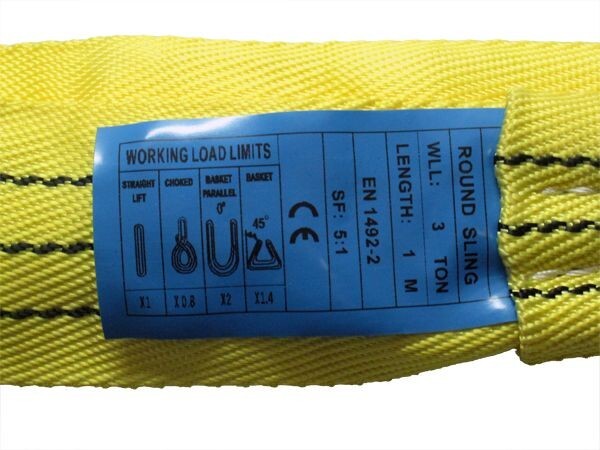 WORKING LOAD LIMITS
STRAIGHT LIFT
CHOKED
BASKET PARALLEL
0°
BASKET
45°
X1
X0.8
X2
X1.4
ROUND SLING
WLL: 3 TON
LENGTH: 1 M
EN 1492-2
SF: 5:1
CE